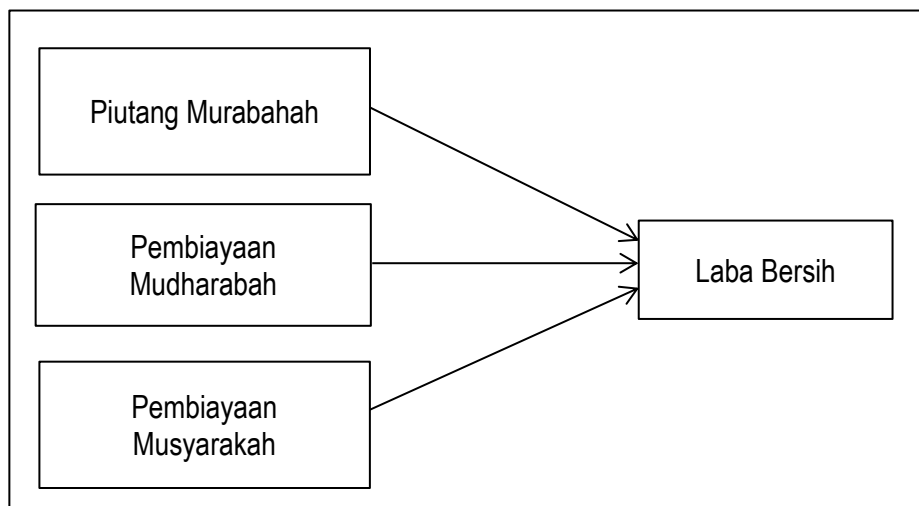 Piutang Murabahah
Pembiayaan
Mudharabah
Laba Bersih
Pembiayaan
Musyarakah